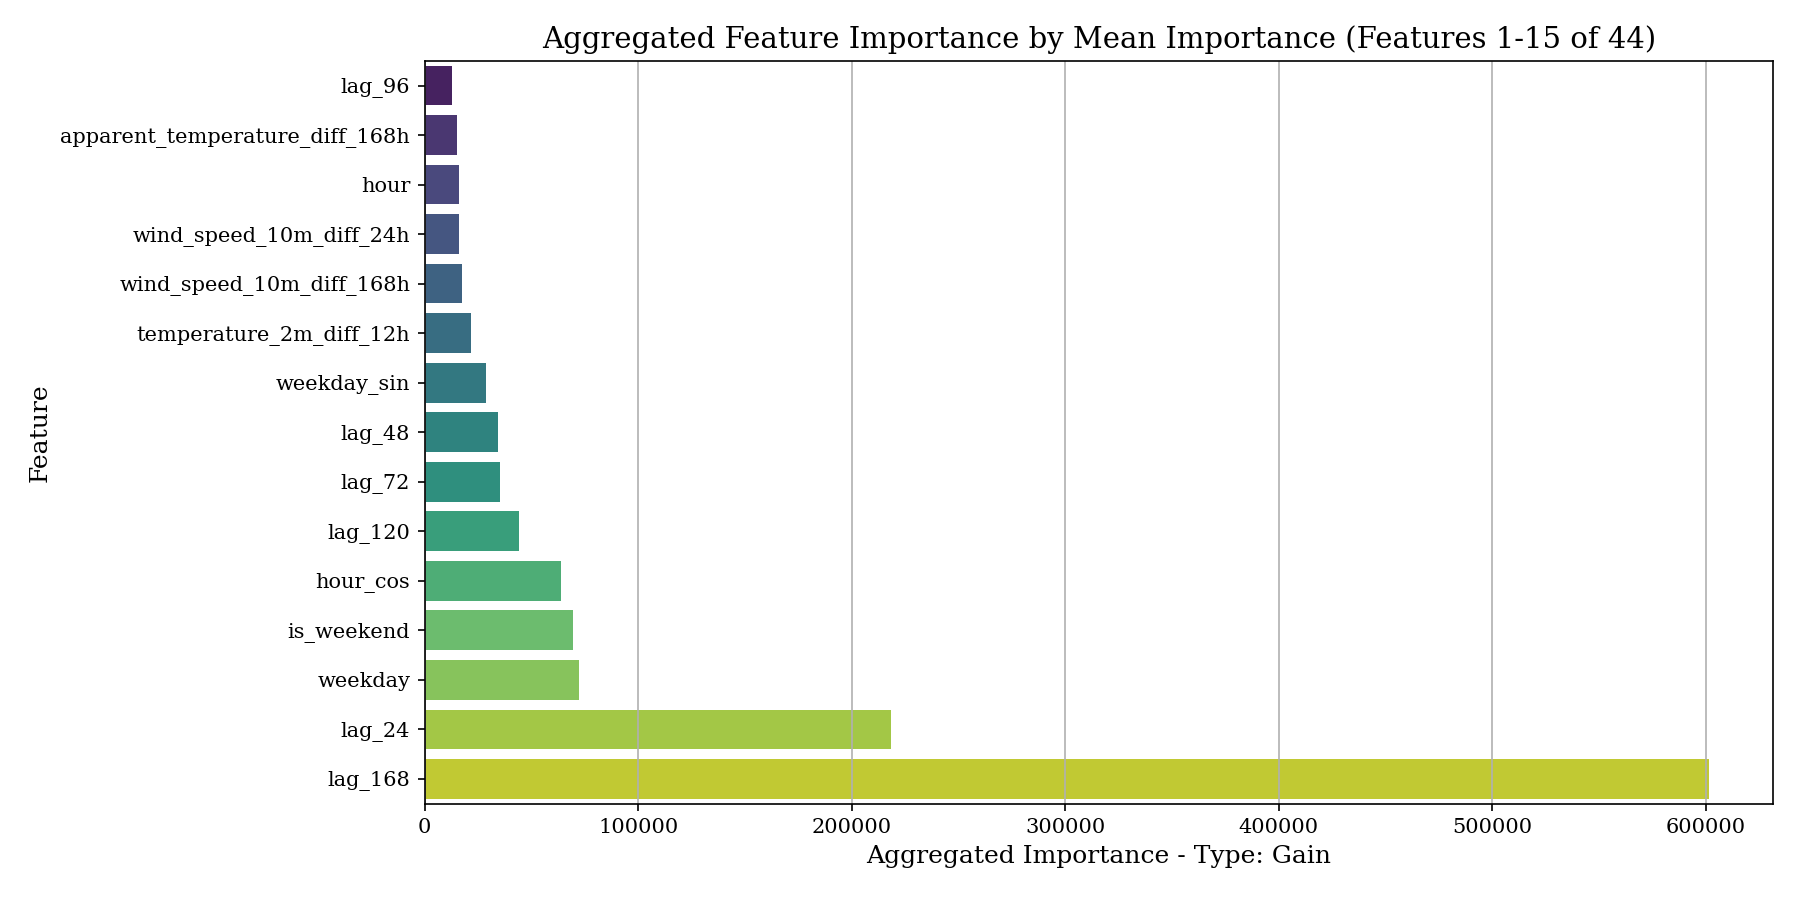 Aggregated Feature Importance by Mean Importance (Features 1-15 of 44)
lag_96
apparent_temperature_diff_168h
hour
wind_speed_10m_diff_24h
wind_speed_10m_diff_168h
temperature_2m_diff_12h
weekday_sin
lag_48
lag_72
lag_120
hour_cos
is_weekend
weekday
lag_24
lag_168
Feature
0 100000 200000 300000 400000 500000 600000
Aggregated Importance - Type: Gain